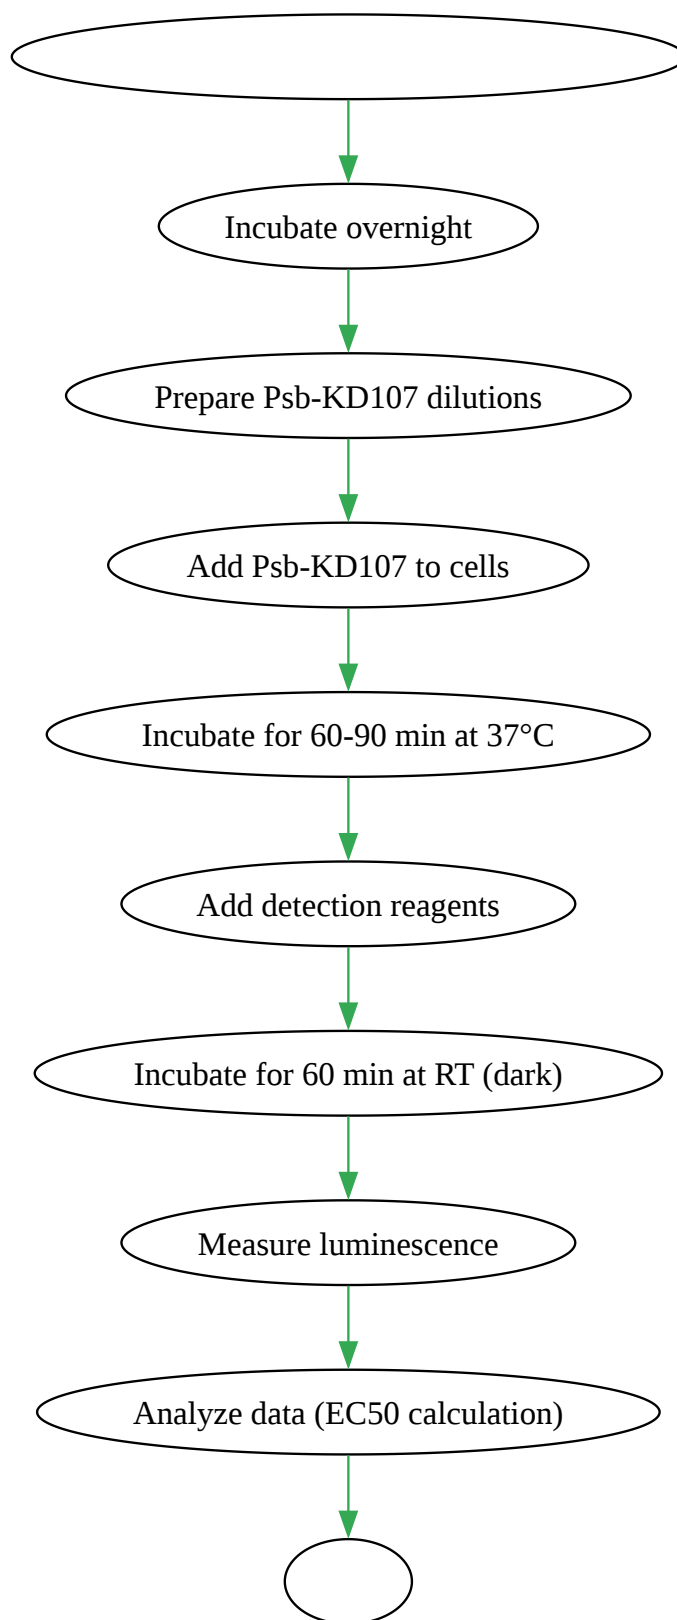 Incubate overnight
Prepare Psb-KD107 dilutions
Add Psb-KD107 to cells
Incubate for 60-90 min at 37°C
Add detection reagents
Incubate for 60 min at RT (dark)
Measure luminescence
Analyze data (EC50 calculation)